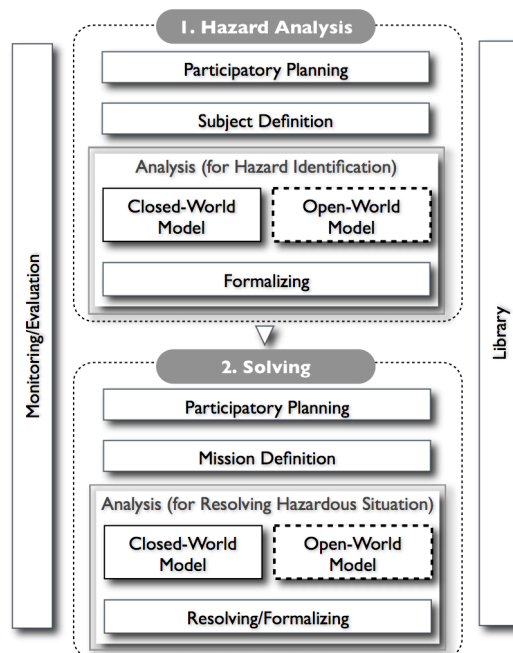 1. Hazard Analysis
Participatory Planning
Subject Definition
Analysis (for Hazard Identification)
Closed-World
Model
Open-World
Model
Formalizing
2. Solving
Participatory Planning
Mission Definition
Analysis (for Resolving Hazardous Situation)
Closed-World
Model
Open-World
Model
Resolving/Formalizing
Monitoring/Evaluation
Library